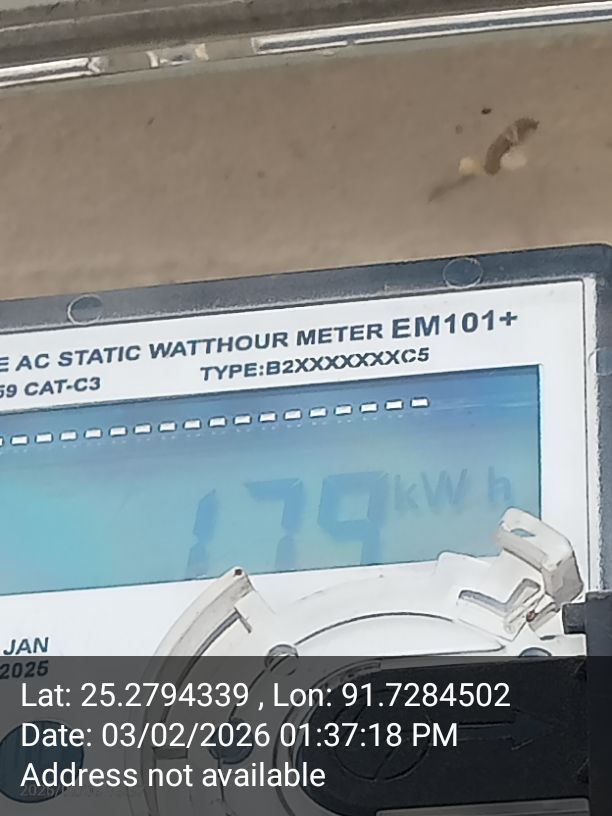 E AC STATIC WATTHOUR METER EM101+
59 CAT-C3 TYPE:B2XXXXXXXC5
179 kWh
JAN
2025
Lat: 25.2794339 , Lon: 91.7284502
Date: 03/02/2026 01:37:18 PM
Address not available